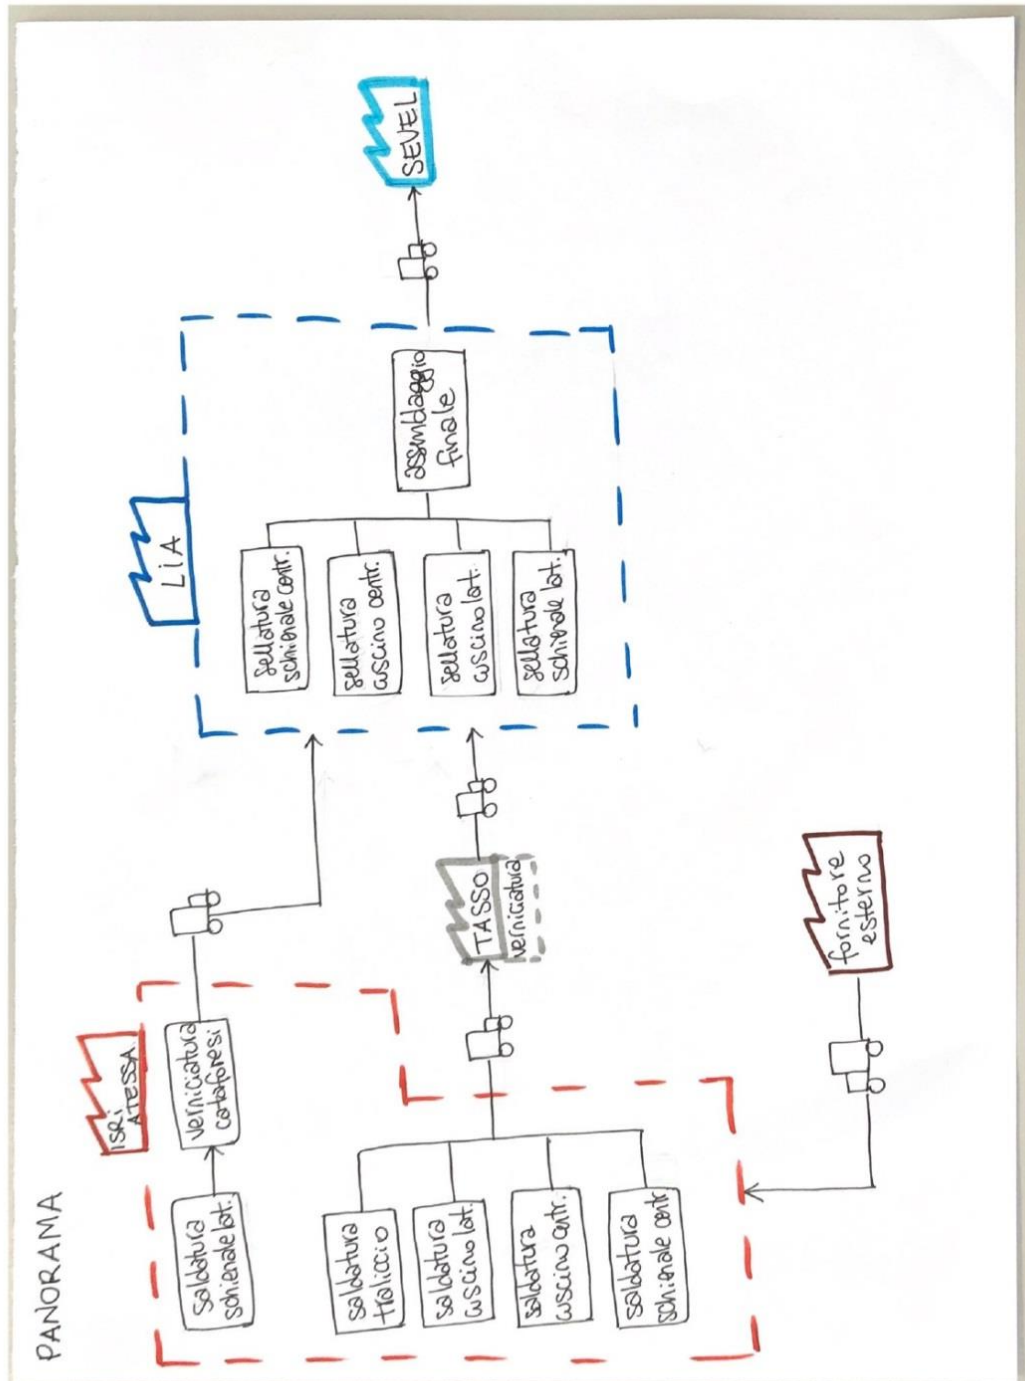 PANORAMA
ISRi
ATESSA
saldatura
schienale lat.
verniciatura
cataforesi
saldatura
traliccio
saldatura
cuscino lat.
saldatura
cuscino centr.
saldatura
schienale centr
TASSO
verniciatura
fornitore
esterno
LiA
sellatura
schienale centr.
sellatura
cuscino centr.
sellatura
cuscino lat.
sellatura
schienale lat.
assemblaggio
finale
SEVEL